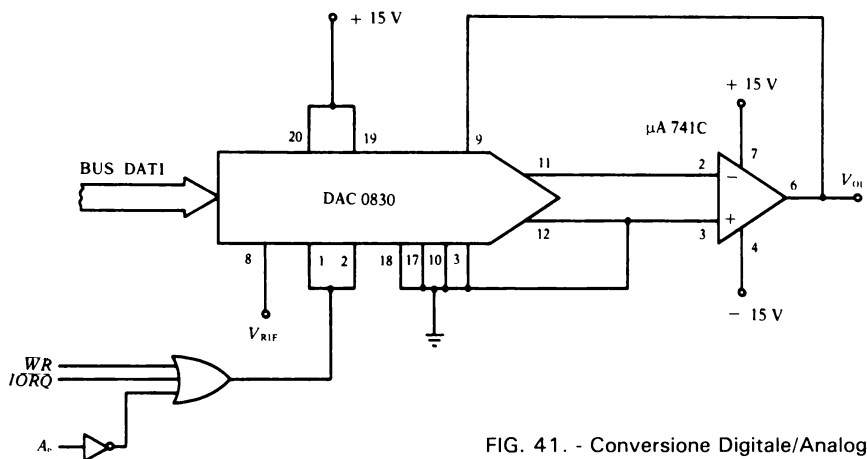 + 15 V
20
19
9
+ 15 V
µA 741C
7
BUS DATI
11
2
−
6
DAC 0830
12
3
+
4
8
1
2
18
17
10
3
− 15 V
V RIF
WR
IORQ
FIG. 41. - Conversione Digitale/Analog